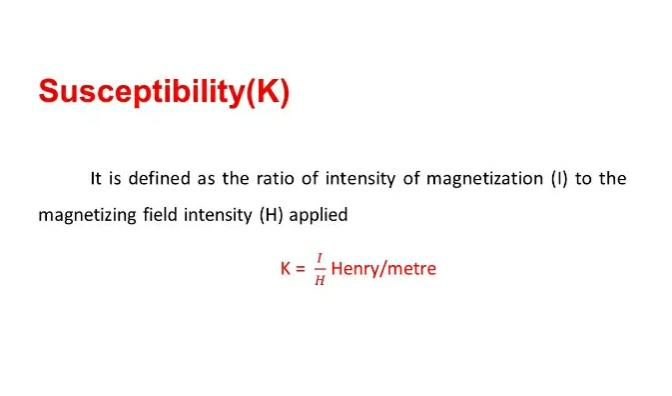 Susceptibility(K)
It is defined as the ratio of intensity of magnetization (I) to the
magnetizing field intensity (H) applied
K = I/H Henry/metre